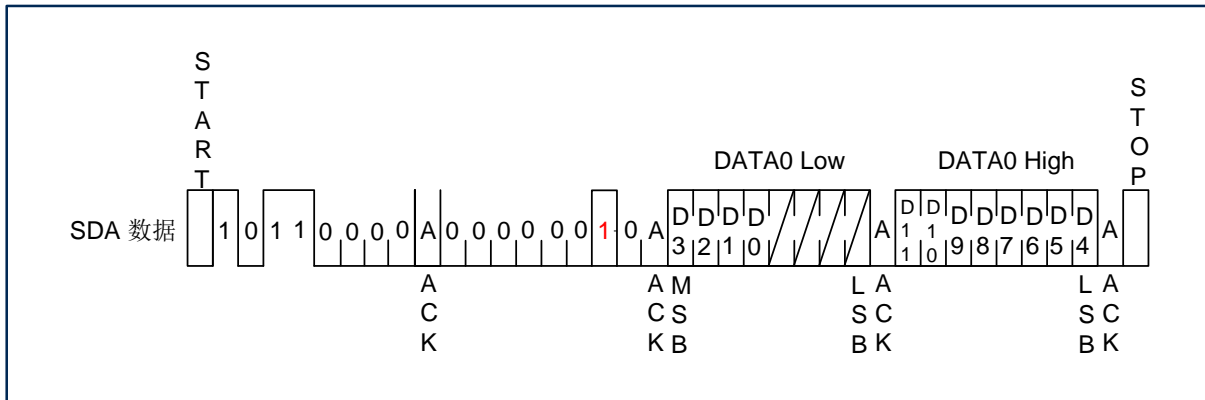 START
STOP
DATA0 Low
DATA0 High
SDA 数据 1 0 1 1 0 0 0 0 A 0 0 0 0 0 0 1 0 A D3 D2 D1 D0 A D11 D10 D9 D8 D7 D6 D5 D4 A
ACK
ACK
MSB
LSB
ACK
LSB
ACK